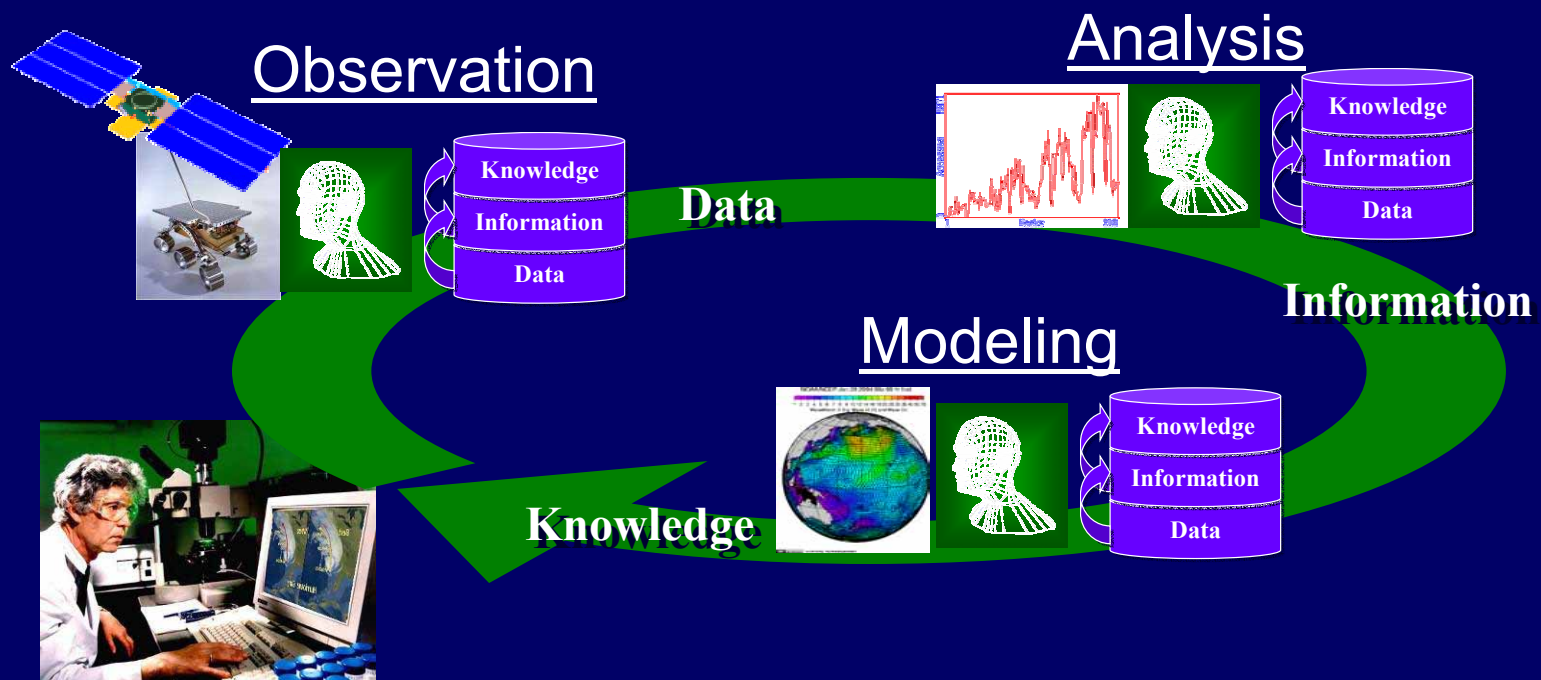 Observation
Knowledge
Information
Data
Data
Analysis
Knowledge
Information
Data
Information
Modeling
Knowledge
Information
Data
Knowledge